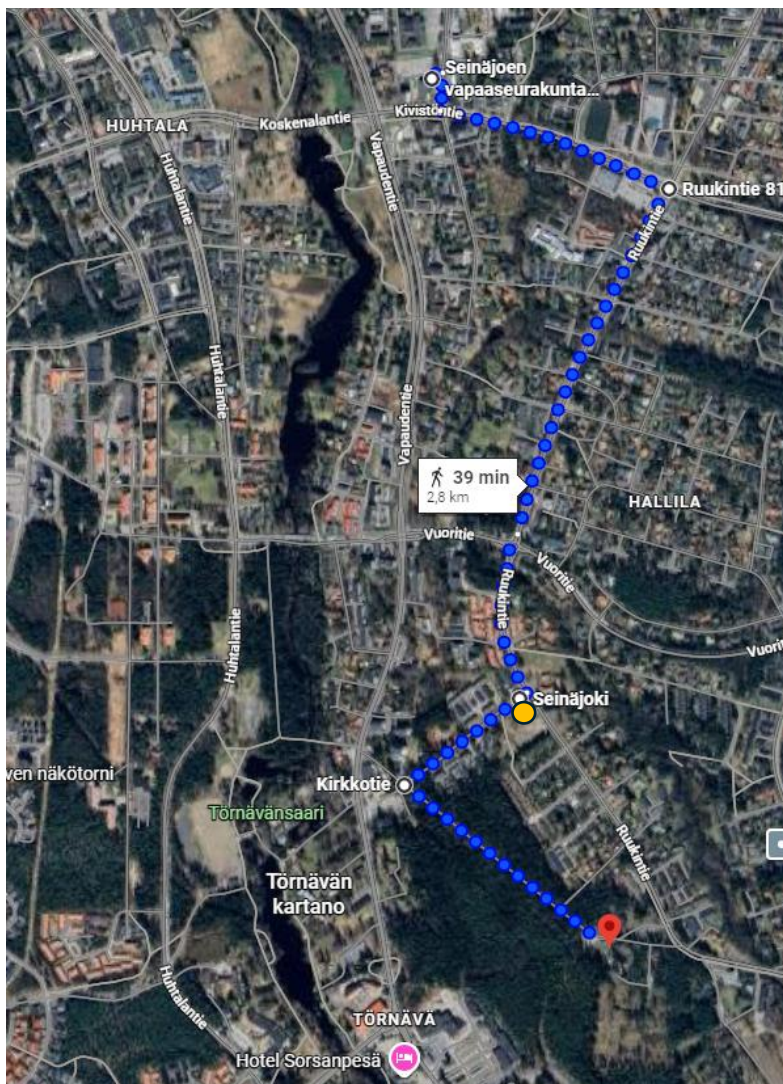 Seinäjoen
vapaaseurakunta...
HUHTALA
Koskenalantie
Kivistöntie
Huhtalantie
Vapaudentie
Ruukintie 81
Ruukintie
Huhtalantie
Vapaudentie
39 min
2,8 km
HALLILA
Vuoritie
Vuoritie
Ruukintie
Vuoritie
Huhtalantie
Seinäjoki
ven näkötorni
Kirkkotie
Törnävänsaari
Ruukintie
Törnävän
kartano
Huhtalantie
TÖRNÄVÄ
Hotel Sorsanpesä